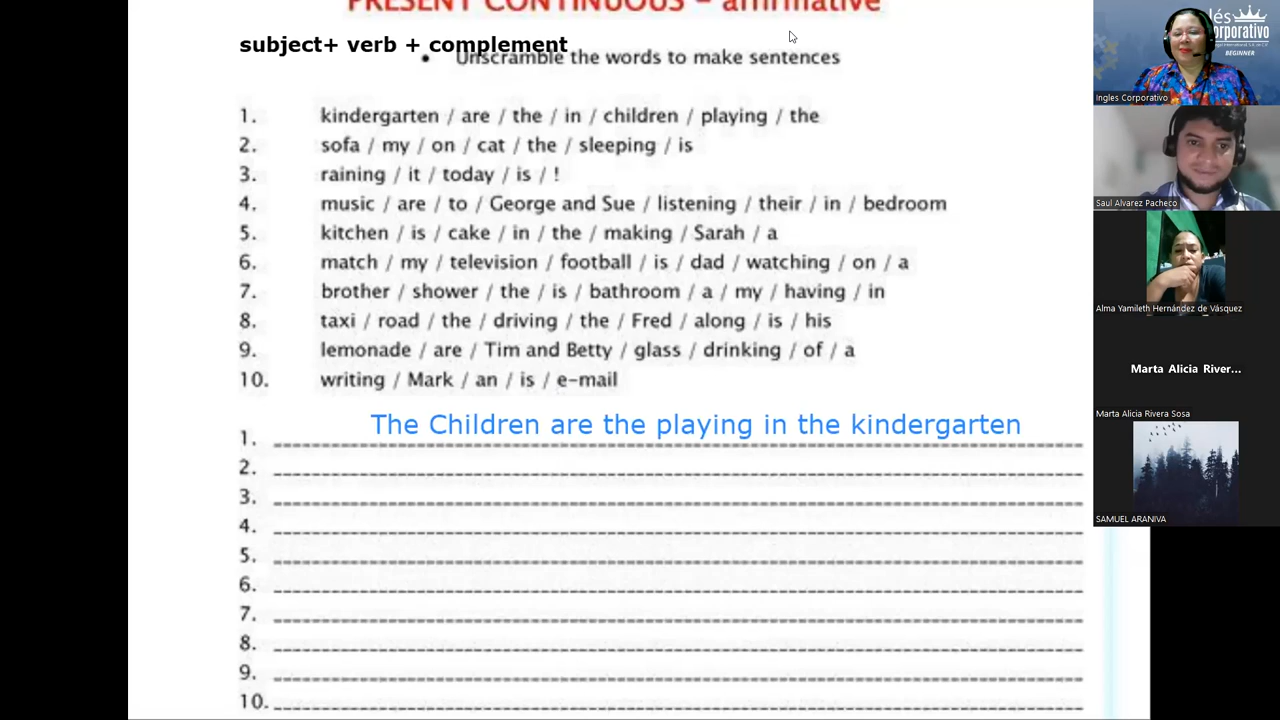 PRESENT CONTINUOUS – affirmative
subject+ verb + complement
• Unscramble the words to make sentences
1. kindergarten / are / the / in / children / playing / the
2. sofa / my / on / cat / the / sleeping / is
3. raining / it / today / is / !
4. music / are / to / George and Sue / listening / their / in / bedroom
5. kitchen / is / cake / in / the / making / Sarah / a
6. match / my / television / football / is / dad / watching / on / a
7. brother / shower / the / is / bathroom / a / my / having / in
8. taxi / road / the / driving / the / Fred / along / is / his
9. lemonade / are / Tim and Betty / glass / drinking / of / a
10. writing / Mark / an / is / e-mail
1. The Children are the playing in the kindergarten
2.
3.
4.
5.
6.
7.
8.
9.
10.
lés
orporativo
BEGINNER
Ingles Corporativo
Saul Alvarez Pacheco
Alma Yamileth Hernández de Vásquez
Marta Alicia River...
Marta Alicia Rivera Sosa
SAMUEL ARANIVA